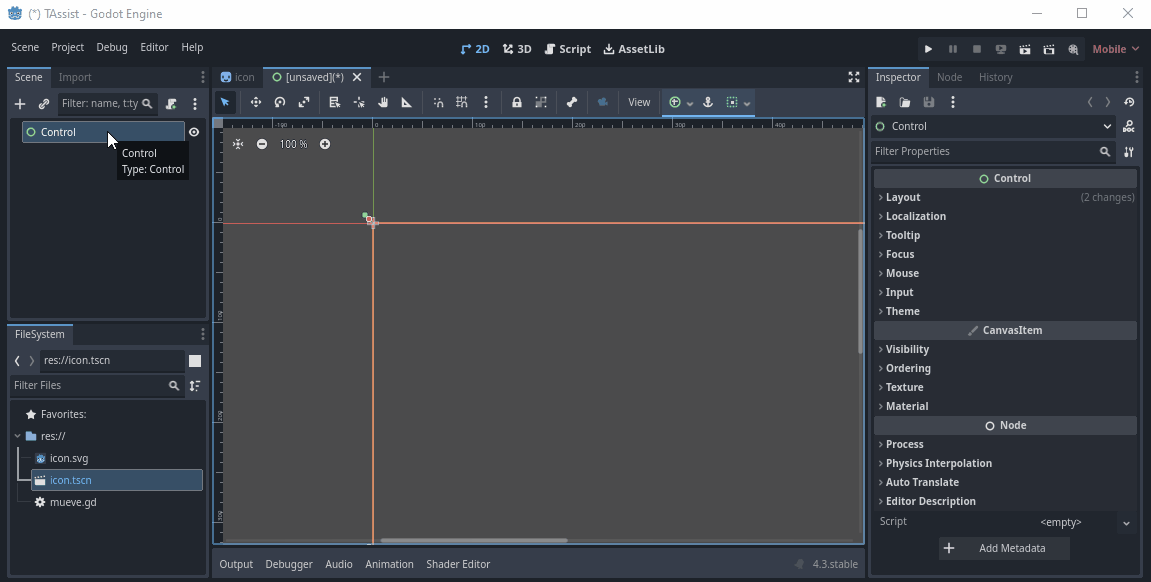 (*) TAssist - Godot Engine
Scene Project Debug Editor Help
2D 3D Script AssetLib
Mobile
Scene Import
Filter: name, t:ty
Control
Control
Type: Control
FileSystem
res://icon.tscn
Filter Files
Favorites:
res://
icon.svg
icon.tscn
mueve.gd
icon [unsaved](*)
View
-100 0 100 200 300 400
0
100
200
300
100 %
Output Debugger Audio Animation Shader Editor 4.3.stable
Inspector Node History
Control
Filter Properties
Control
Layout (2 changes)
Localization
Tooltip
Focus
Mouse
Input
Theme
CanvasItem
Visibility
Ordering
Texture
Material
Node
Process
Physics Interpolation
Auto Translate
Editor Description
Script <empty>
Add Metadata